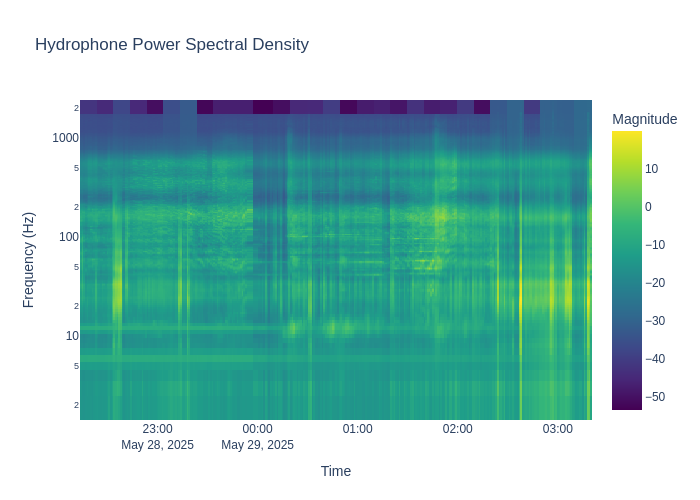 Hydrophone Power Spectral Density
Magnitude
2
1000
5
2
100
5
2
10
5
2
Frequency (Hz)
10
0
−10
−20
−30
−40
−50
23:00 00:00 01:00 02:00 03:00
May 28, 2025 May 29, 2025
Time